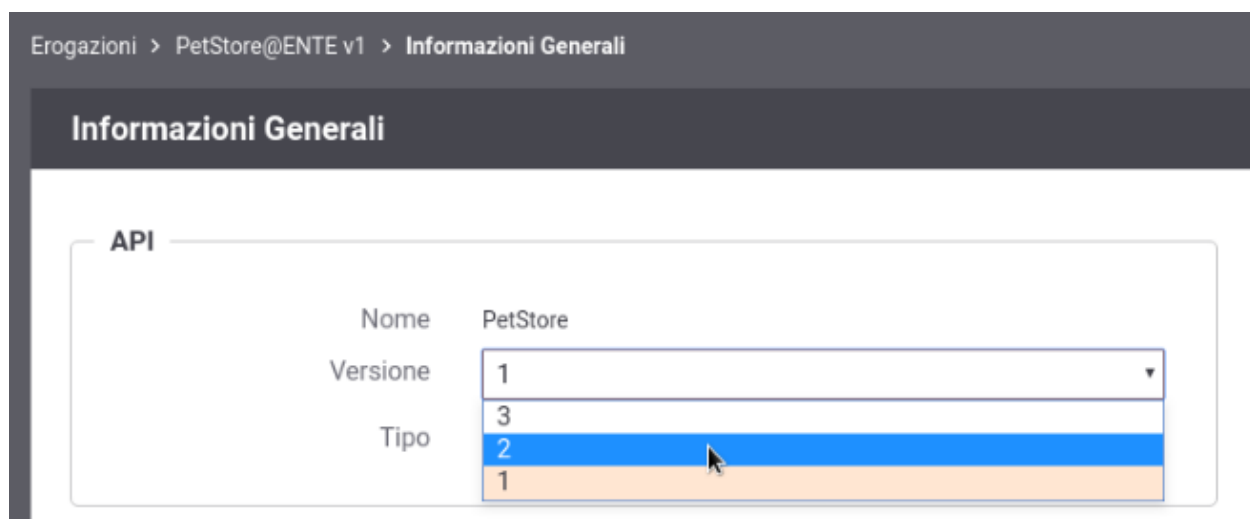 Erogazioni > PetStore@ENTE v1 > Informazioni Generali
Informazioni Generali
API
Nome PetStore
Versione 1
3
Tipo
2
1